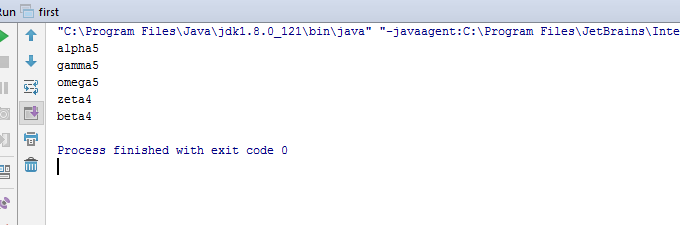 Run first
"C:\Program Files\Java\jdk1.8.0_121\bin\java" "-javaagent:C:\Program Files\JetBrains\Inte
alpha5
gamma5
omega5
zeta4
beta4
Process finished with exit code 0